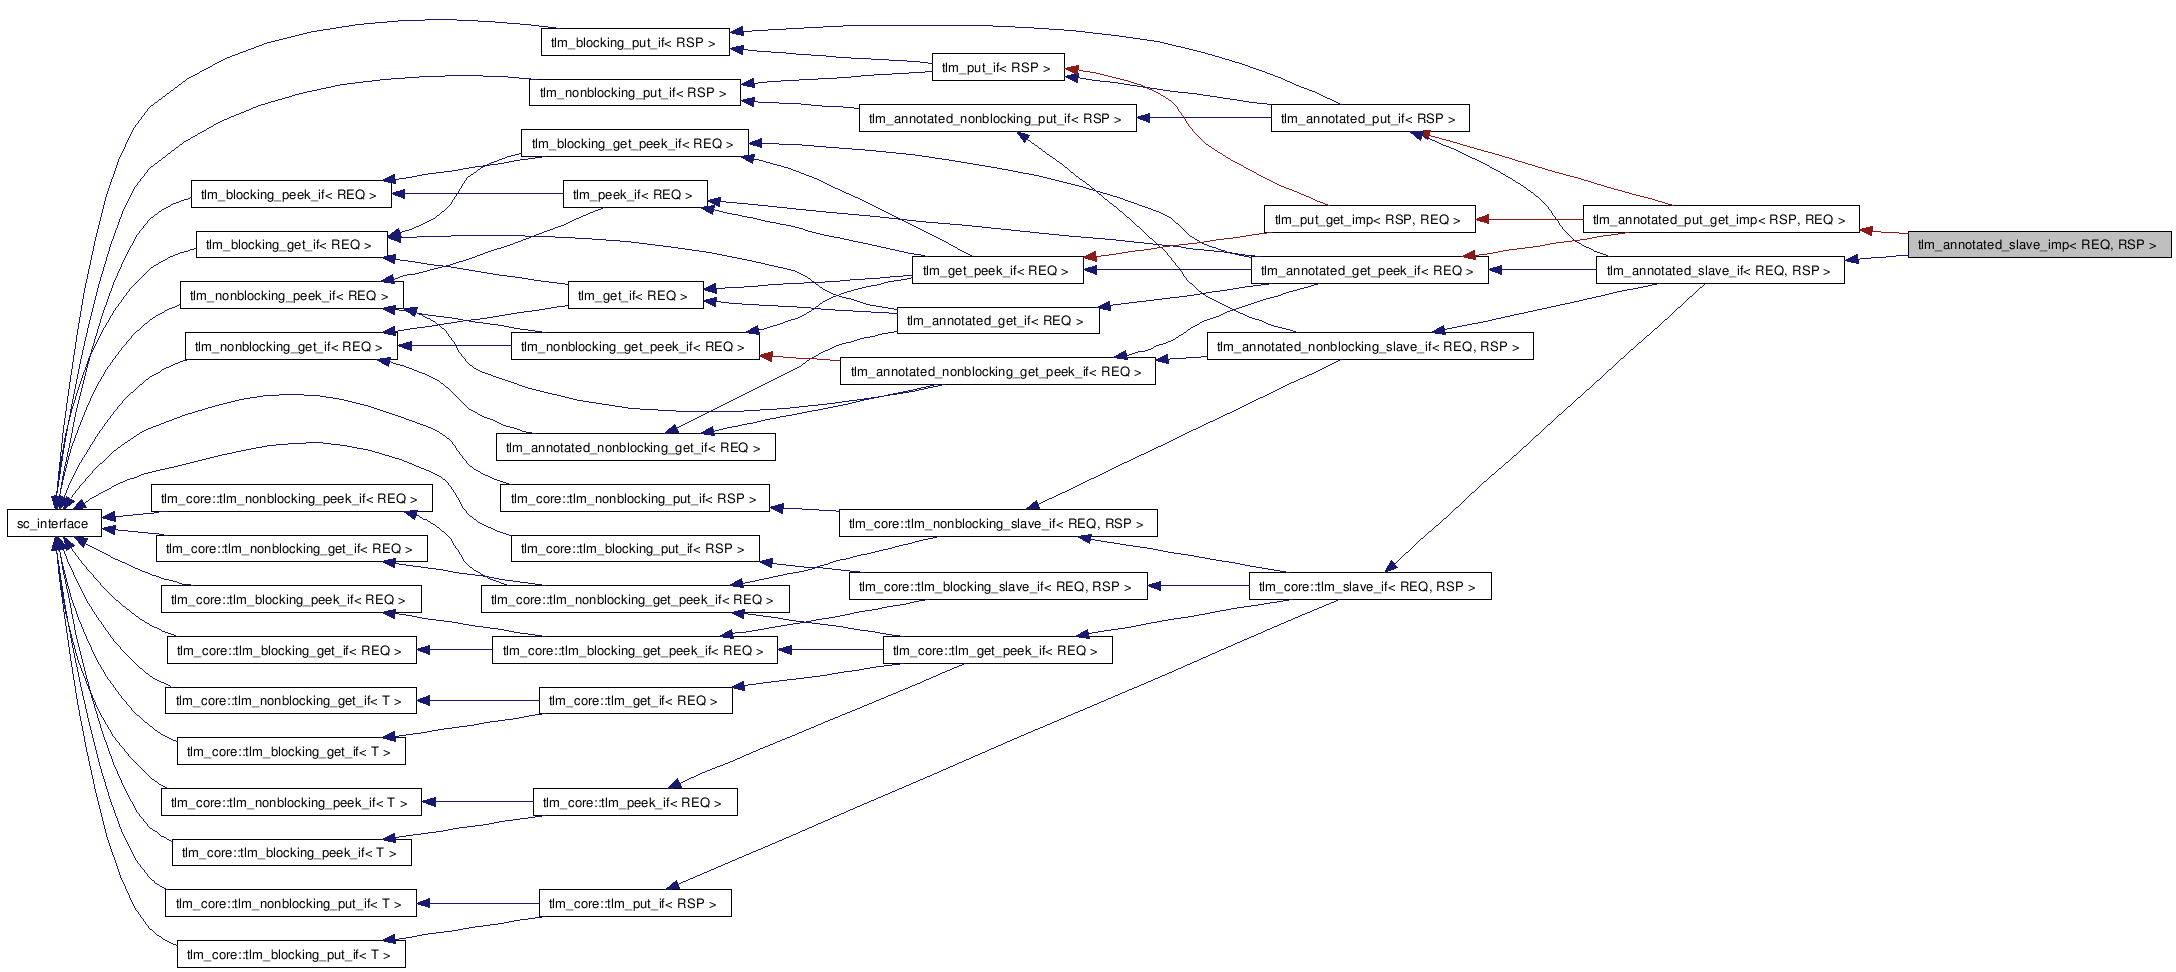 tlm_blocking_put_if< RSP >
tlm_put_if< RSP >
tlm_nonblocking_put_if< RSP >
tlm_annotated_nonblocking_put_if< RSP >
tlm_annotated_put_if< RSP >
tlm_blocking_get_peek_if< REQ >
tlm_blocking_peek_if< REQ >
tlm_peek_if< REQ >
tlm_put_get_imp< RSP, REQ >
tlm_annotated_put_get_imp< RSP, REQ >
tlm_blocking_get_if< REQ >
tlm_annotated_slave_imp< REQ, RSP >
tlm_get_peek_if< REQ >
tlm_annotated_get_peek_if< REQ >
tlm_annotated_slave_if< REQ, RSP >
tlm_nonblocking_peek_if< REQ >
tlm_get_if< REQ >
tlm_annotated_get_if< REQ >
tlm_nonblocking_get_if< REQ >
tlm_nonblocking_get_peek_if< REQ >
tlm_annotated_nonblocking_slave_if< REQ, RSP >
tlm_annotated_nonblocking_get_peek_if< REQ >
tlm_annotated_nonblocking_get_if< REQ >
tlm_core::tlm_nonblocking_peek_if< REQ >
tlm_core::tlm_nonblocking_put_if< RSP >
sc_interface
tlm_core::tlm_nonblocking_slave_if< REQ, RSP >
tlm_core::tlm_nonblocking_get_if< REQ >
tlm_core::tlm_blocking_put_if< RSP >
tlm_core::tlm_blocking_slave_if< REQ, RSP >
tlm_core::tlm_slave_if< REQ, RSP >
tlm_core::tlm_blocking_peek_if< REQ >
tlm_core::tlm_nonblocking_get_peek_if< REQ >
tlm_core::tlm_blocking_get_if< REQ >
tlm_core::tlm_blocking_get_peek_if< REQ >
tlm_core::tlm_get_peek_if< REQ >
tlm_core::tlm_nonblocking_get_if< T >
tlm_core::tlm_get_if< REQ >
tlm_core::tlm_blocking_get_if< T >
tlm_core::tlm_nonblocking_peek_if< T >
tlm_core::tlm_peek_if< REQ >
tlm_core::tlm_blocking_peek_if< T >
tlm_core::tlm_nonblocking_put_if< T >
tlm_core::tlm_put_if< RSP >
tlm_core::tlm_blocking_put_if< T >